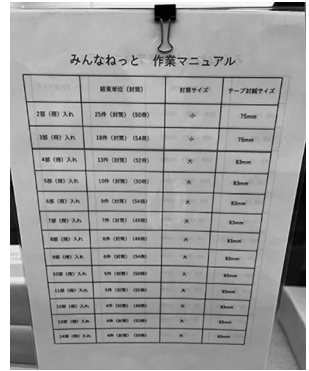 みんなねっと　作業マニュアル
結束単位（封筒） 封筒サイズ テープ封緘サイズ
2部（冊）入れ 25件（封筒）（50冊） 小 75mm
3部（冊）入れ 18件（封筒）（54冊） 小 75mm
4部（冊）入れ 13件（封筒）（52冊） 大 83mm
5部（冊）入れ 10件（封筒）（50冊） 大 83mm
6部（冊）入れ 9件（封筒）（54冊） 大 83mm
7部（冊）入れ 7件（封筒）（49冊） 大 83mm
8部（冊）入れ 6件（封筒）（48冊） 大 83mm
9部（冊）入れ 6件（封筒）（54冊） 大 83mm
10部（冊）入れ 5件（封筒）（50冊） 大 83mm
11部（冊）入れ 5件（封筒） 大 83mm
12部（冊）入れ 4件（封筒）（48冊） 大 83mm
13部（冊）入れ 4件（封筒）（52冊） 大 83mm
14部（冊）入れ 4件（封筒）（56冊） 大 83mm